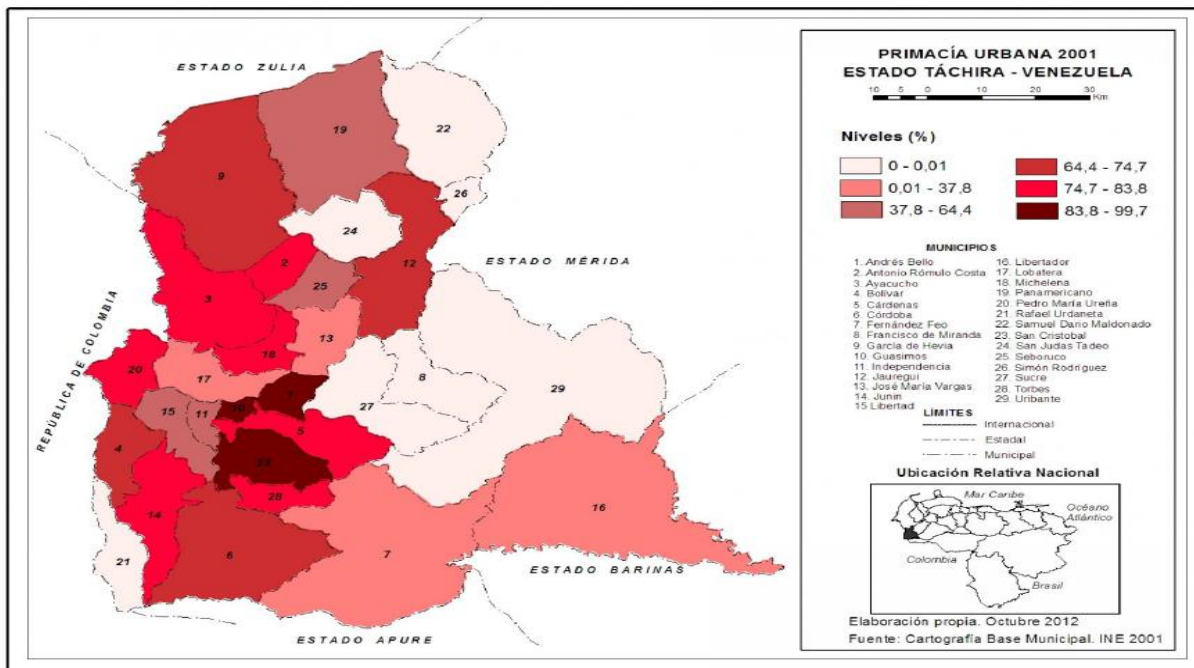 ESTADO ZULIA
19
22
9
26
24
2
12
ESTADO MÉRIDA
25
3
13
REPÚBLICA DE COLOMBIA
18
20
17
8
1
27
29
15
11
10
5
4
23
28
14
16
6
7
21
ESTADO BARINAS
ESTADO APURE
PRIMACÍA URBANA 2001
ESTADO TÁCHIRA - VENEZUELA
10 5 0 10 20 30
Km
Niveles (%)
0 - 0,01
0,01 - 37,8
37,8 - 64,4
64,4 - 74,7
74,7 - 83,8
83,8 - 99,7
MUNICIPIOS
1. Andrés Bello
2. Antonio Rómulo Costa
3. Ayacucho
4. Bolívar
5. Cárdenas
6. Córdoba
7. Fernández Feo
8. Francisco de Miranda
9. García de Hevia
10. Guasimos
11. Independencia
12. Jauregui
13. José María Vargas
14. Junin
15 Libertad
16. Libertador
17. Lobatera
18. Michelena
19. Panamericano
20. Pedro María Ureña
21. Rafael Urdaneta
22. Samuel Dario Maldonado
23. San Cristobal
24. San Judas Tadeo
25. Seboruco
26. Simón Rodríguez
27. Sucre
28. Torbes
29. Uribante
LÍMITES
Internacional
Estadal
Municipal
Ubicación Relativa Nacional
Mar Caribe
Océano
Atlántico
Colombia
Brasil
Elaboración propia. Octubre 2012
Fuente: Cartografía Base Municipal. INE 2001